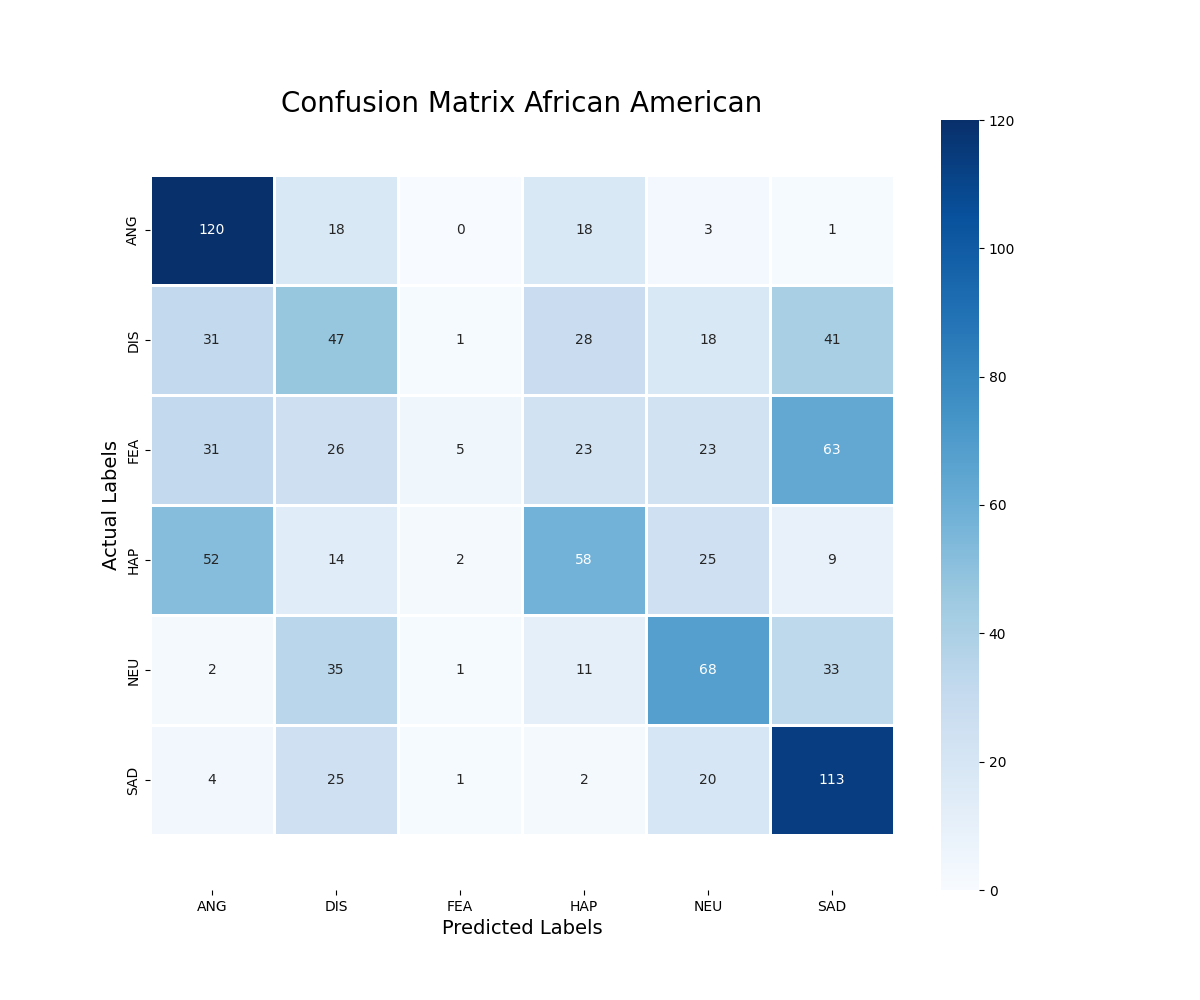 Confusion Matrix African American
120
ANG 120 18 0 18 3 1
100
DIS 31 47 1 28 18 41
80
FEA 31 26 5 23 23 63
60
HAP 52 14 2 58 25 9
40
NEU 2 35 1 11 68 33
20
SAD 4 25 1 2 20 113
0
Actual Labels
ANG DIS FEA HAP NEU SAD
Predicted Labels